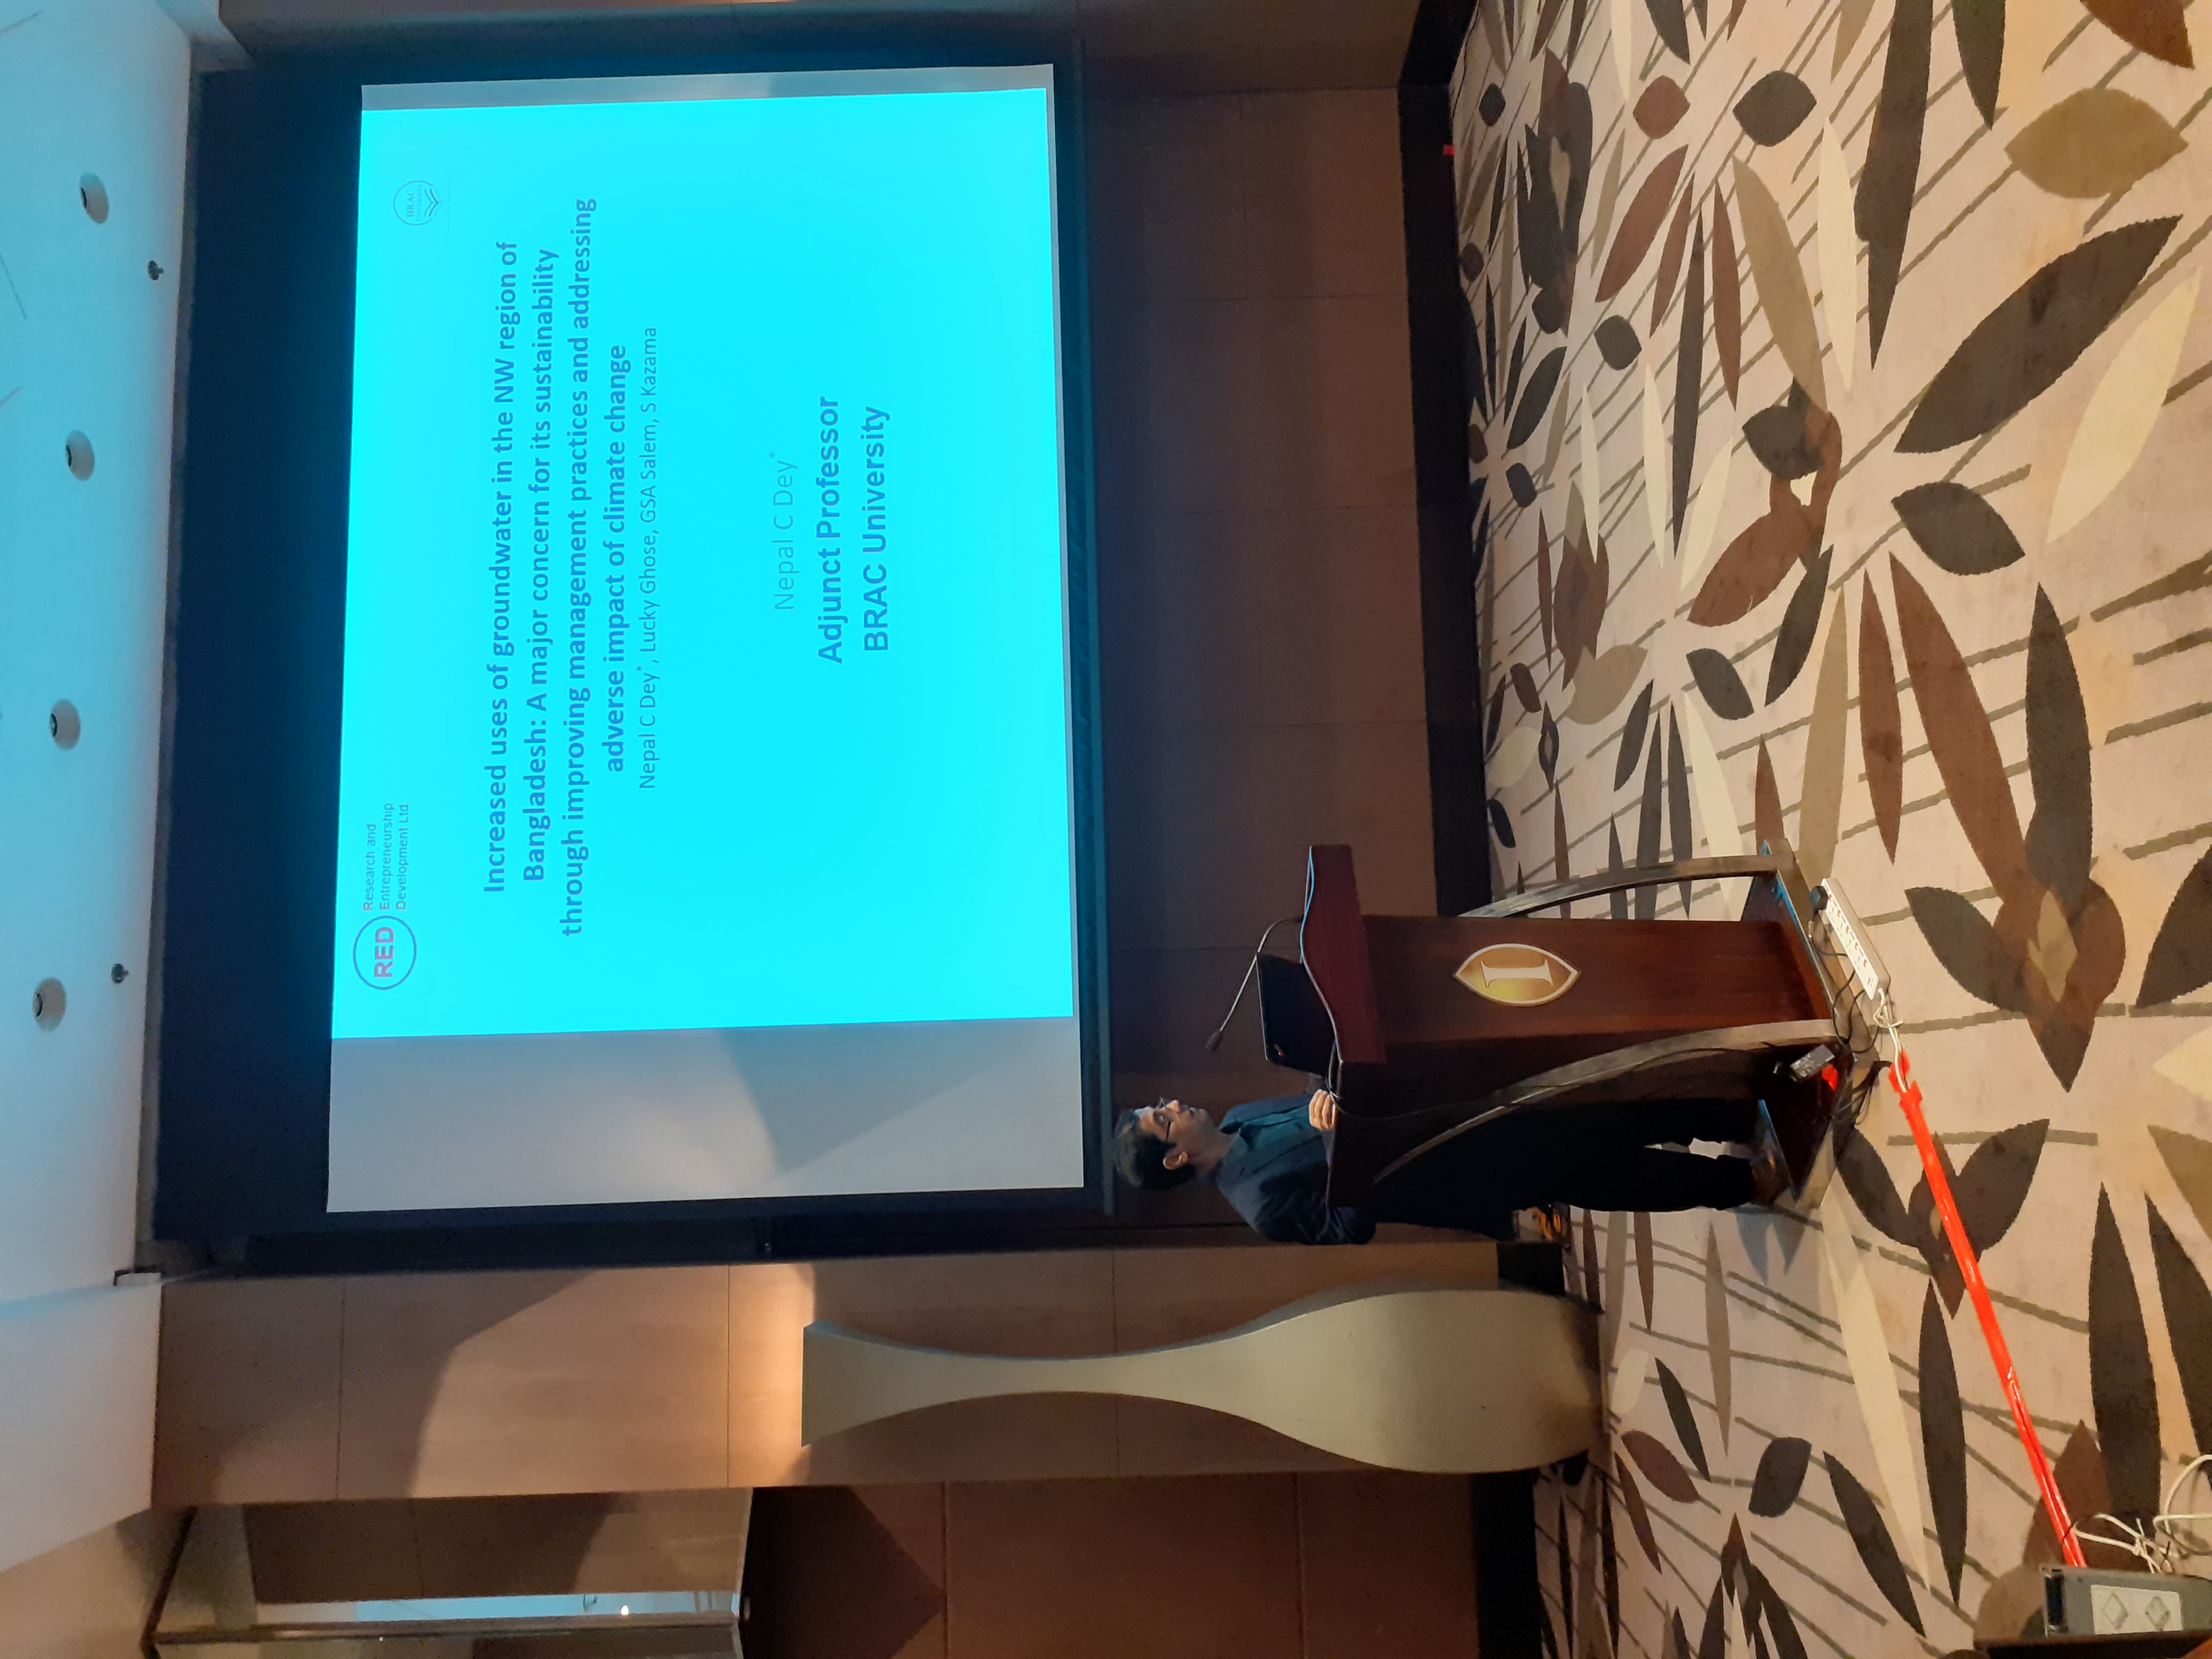 RED
Research and
Entrepreneurship
Development Ltd
BRAC
UNIVERSITY
Increased uses of groundwater in the NW region of
Bangladesh: A major concern for its sustainability
through improving management practices and addressing
adverse impact of climate change
Nepal C Dey*, Lucky Ghose, GSA Salem, S Kazama
Nepal C Dey*
Adjunct Professor
BRAC University
I